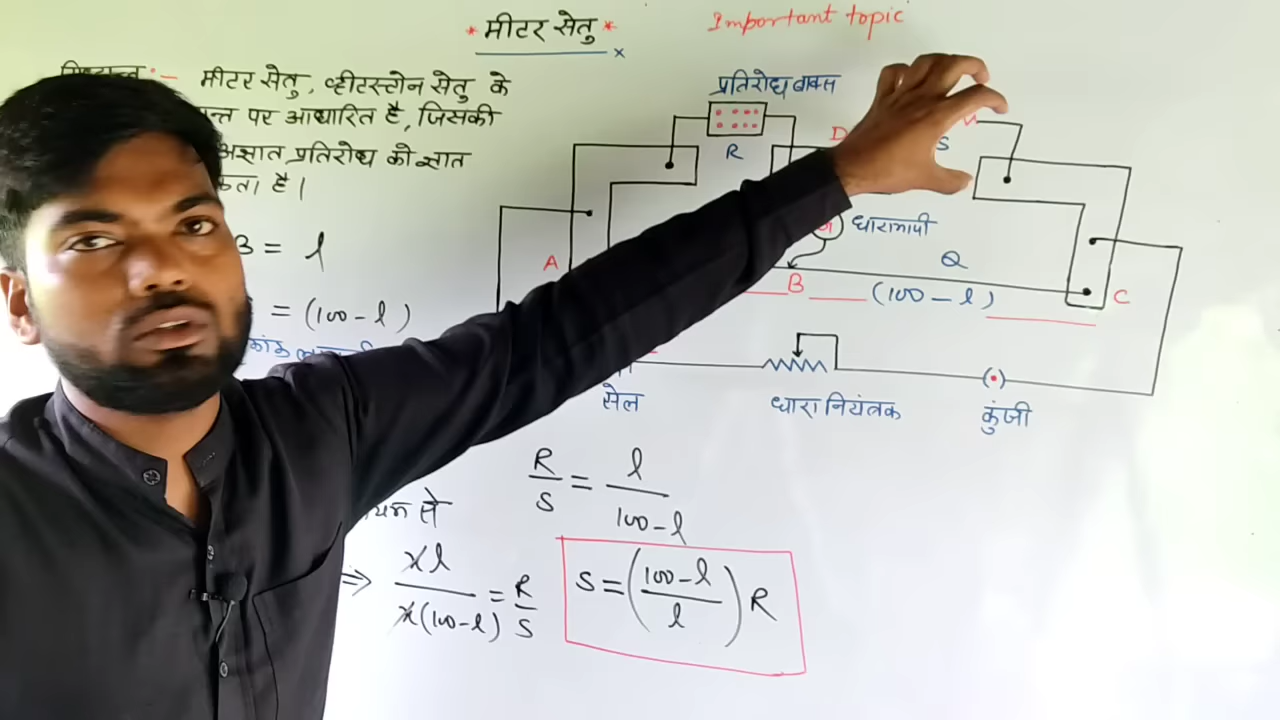 * मीटर सेतु *
Important topic
:- मीटर सेतु, व्हीटस्टोन सेतु के
पर आधारित है, जिसकी
अज्ञात प्रतिरोध को ज्ञात
है।
B = l
= (100 - l)
प्रतिरोध बाक्स
R
D
S
A
धारामापी
Q
B
(100 - l)
C
सेल
धारा नियंत्रक
(•)
कुंजी
R/S = l/100-l
से
⇒ xl/x(100-l) = R/S
S = (100-l/l) R